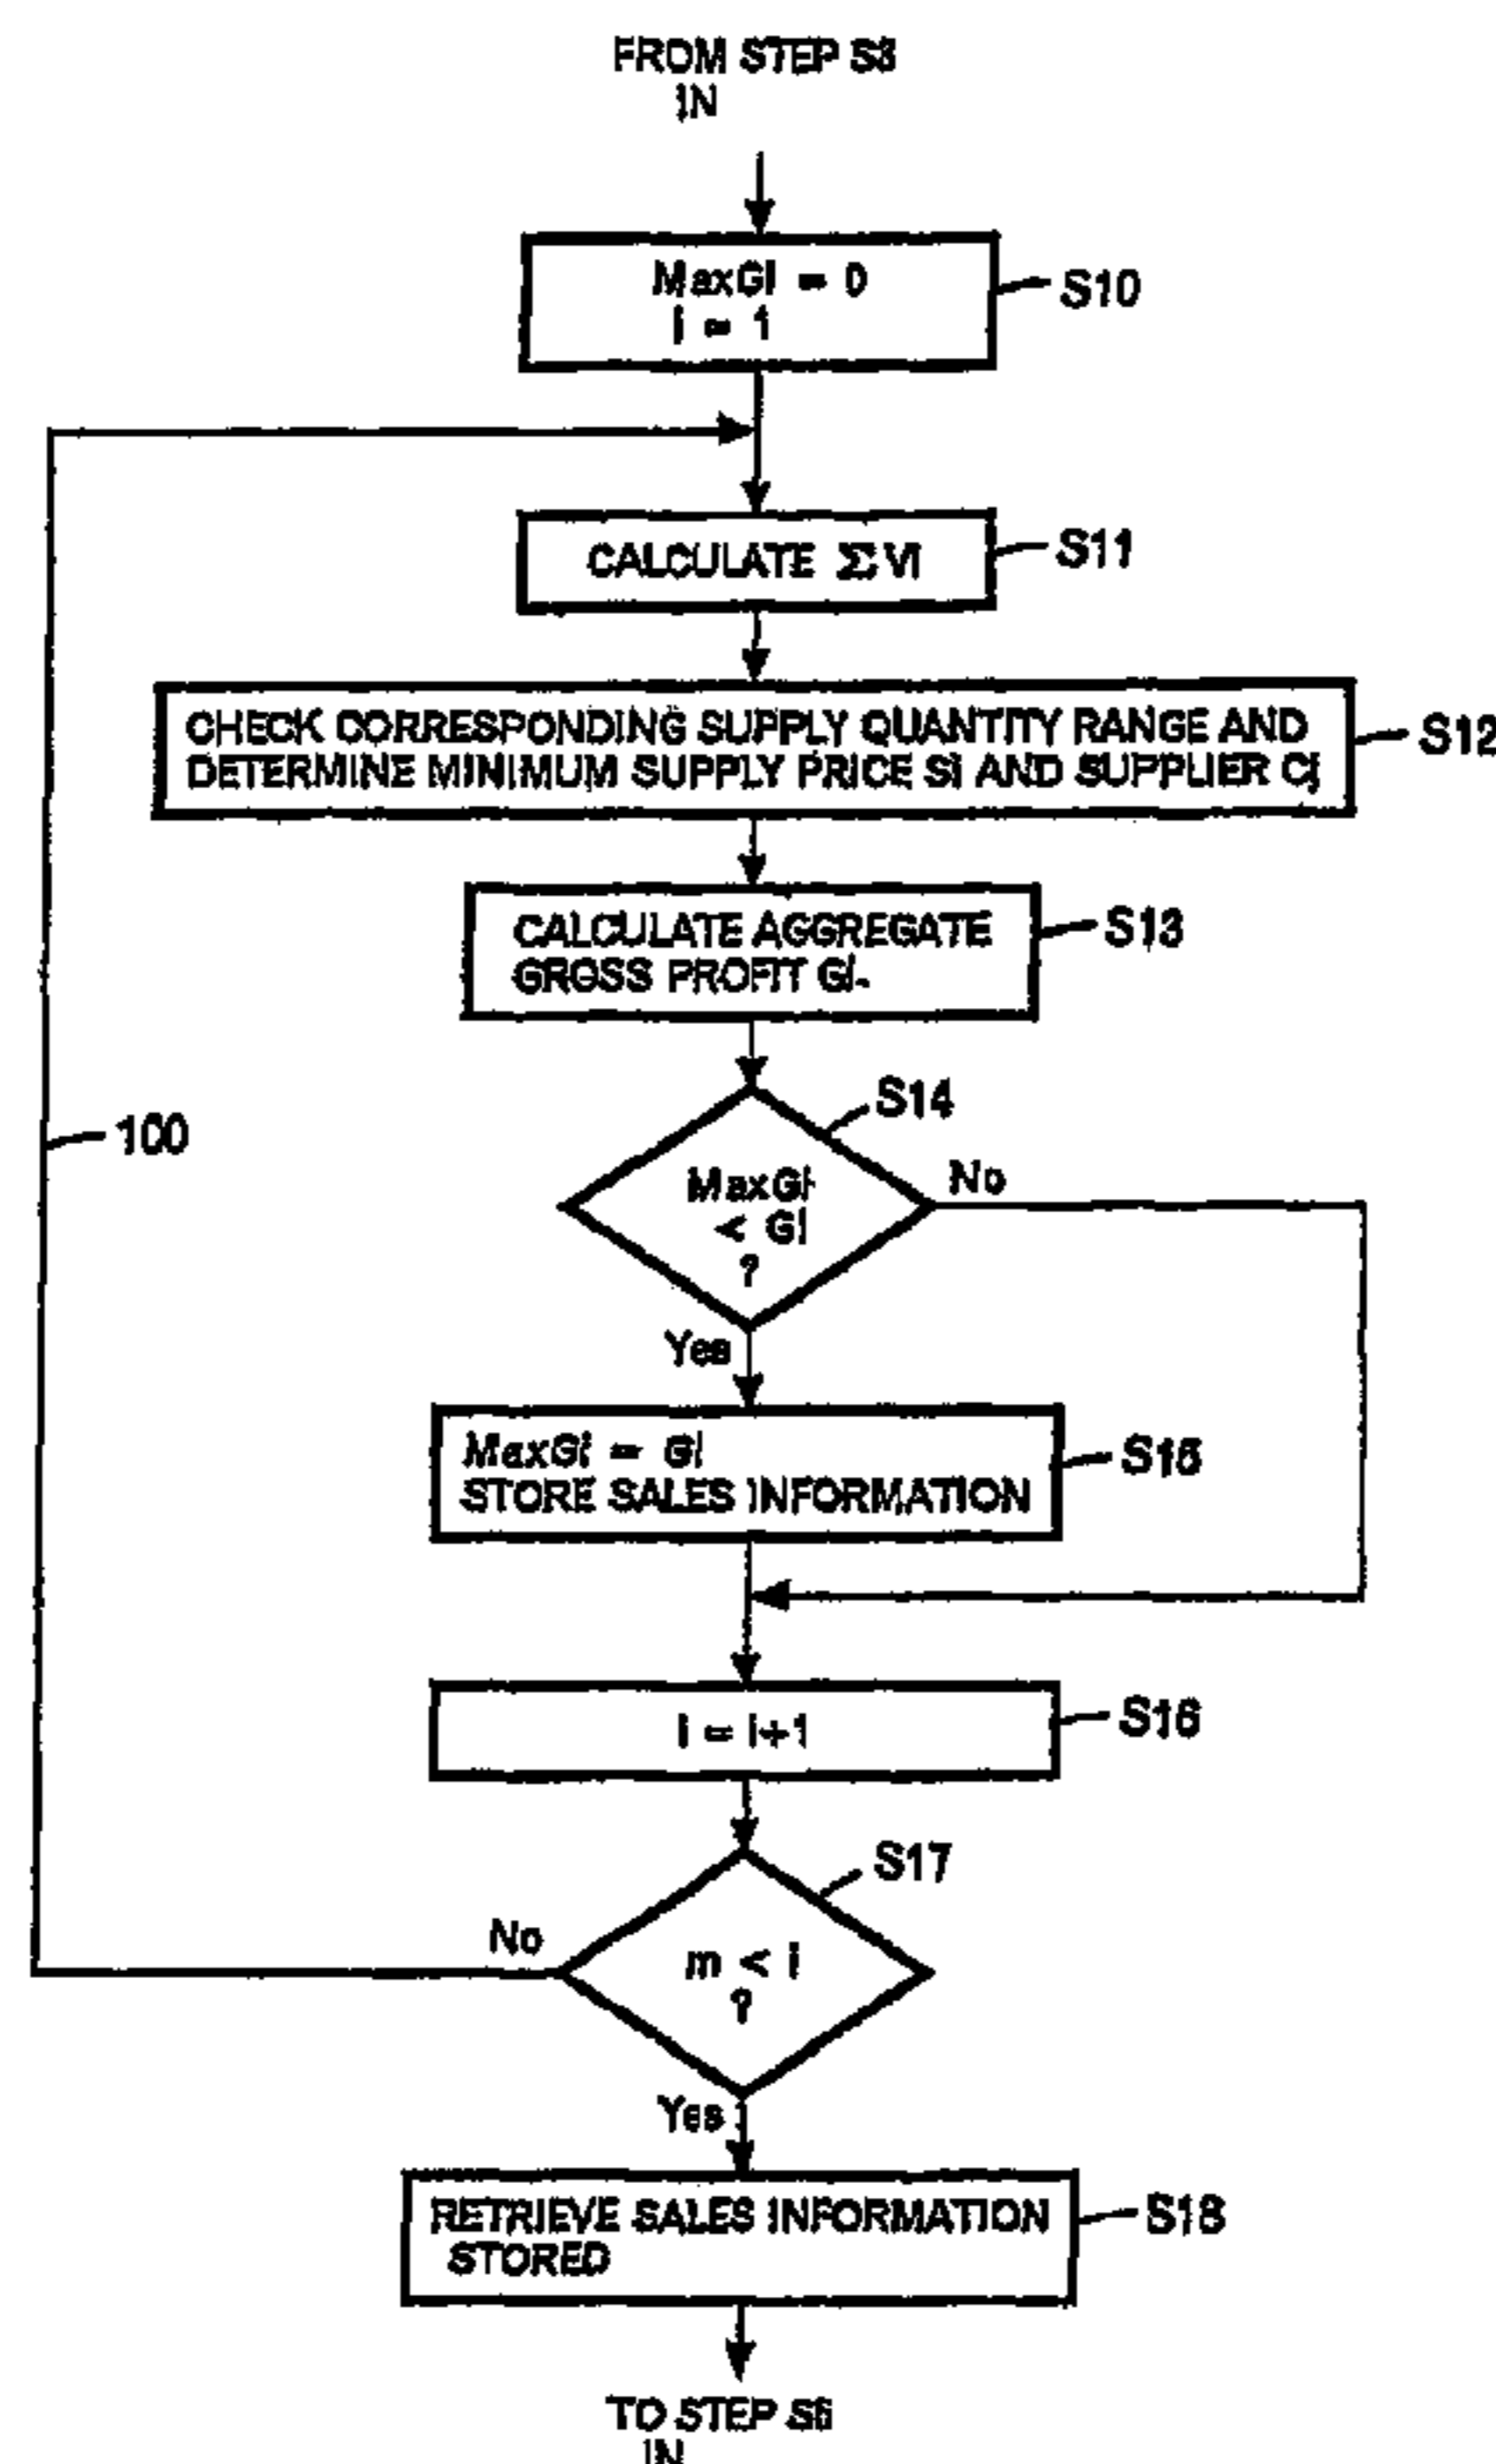 FROM STEP S3
IN
MaxGi = 0
i = 1
S10
CALCULATE ΣVi
S11
CHECK CORRESPONDING SUPPLY QUANTITY RANGE AND
DETERMINE MINIMUM SUPPLY PRICE Si AND SUPPLIER Cj
S12
CALCULATE AGGREGATE
GROSS PROFIT Gi.
S13
S14
100
MaxGi
< Gi
?
No
Yes
MaxGi = Gi
STORE SALES INFORMATION
S15
i = i+1
S16
S17
No
m < i
?
Yes
RETRIEVE SALES INFORMATION
STORED
S18
TO STEP
IN